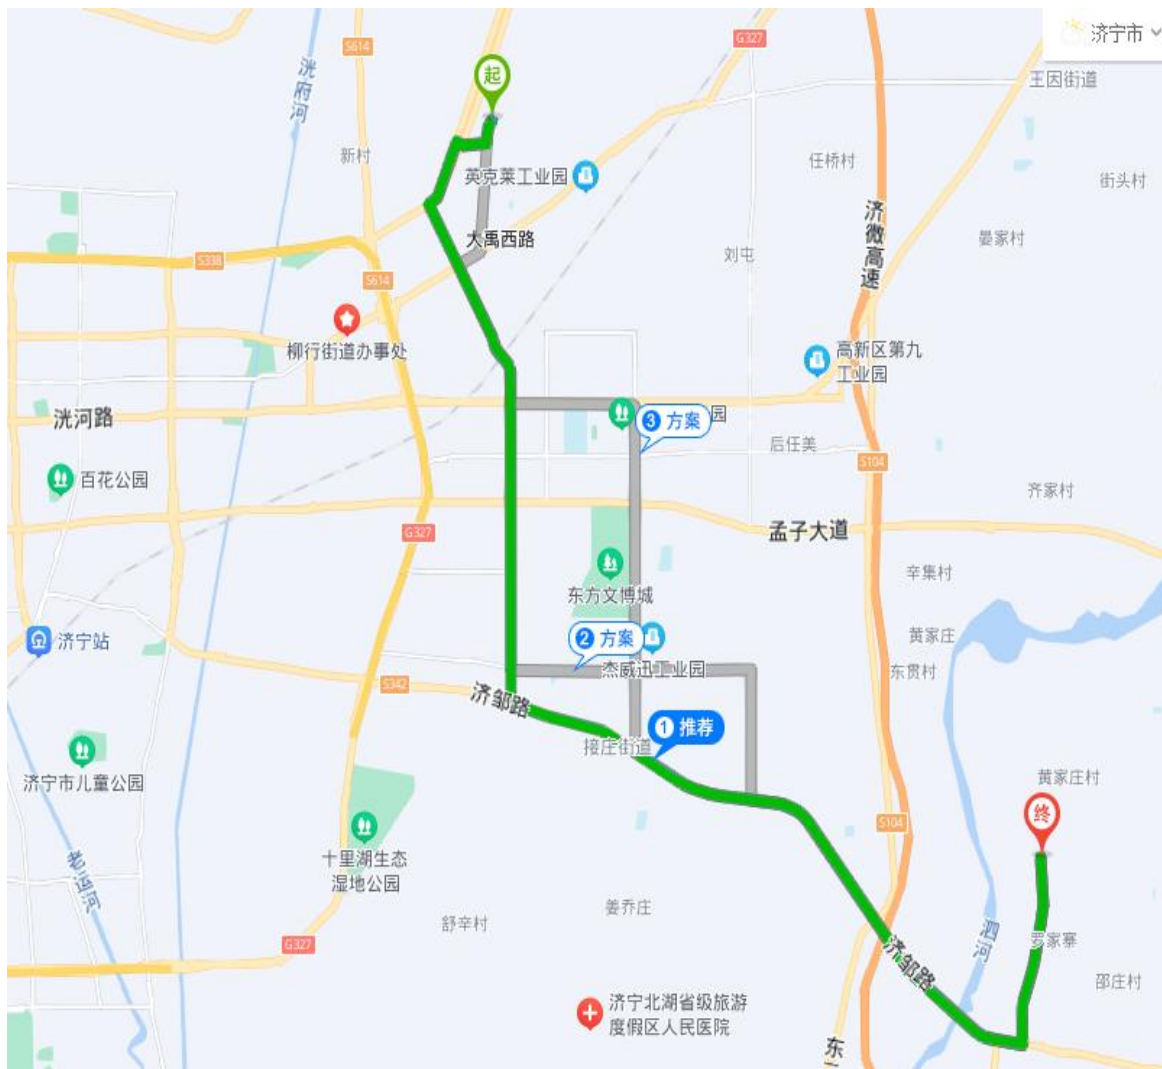 济宁市
G327
S614
起
洸府河
王因街道
新村
任桥村
英克莱工业园
街头村
济微高速
大禹西路
晏家村
刘屯
S338
S614
柳行街道办事处
高新区第九
工业园
洸河路
3 方案
园
后任美
S104
百花公园
齐家村
G327
孟子大道
辛集村
东方文博城
济宁站
2 方案
黄家庄
杰威迅工业园
东贯村
S342
济邹路
1 推荐
接庄街道
济宁市儿童公园
黄家庄村
终
S104
十里湖生态
湿地公园
老运河
姜乔庄
舒辛村
泗河
罗家寨
G327
济邹路
邵庄村
济宁北湖省级旅游
度假区人民医院
东